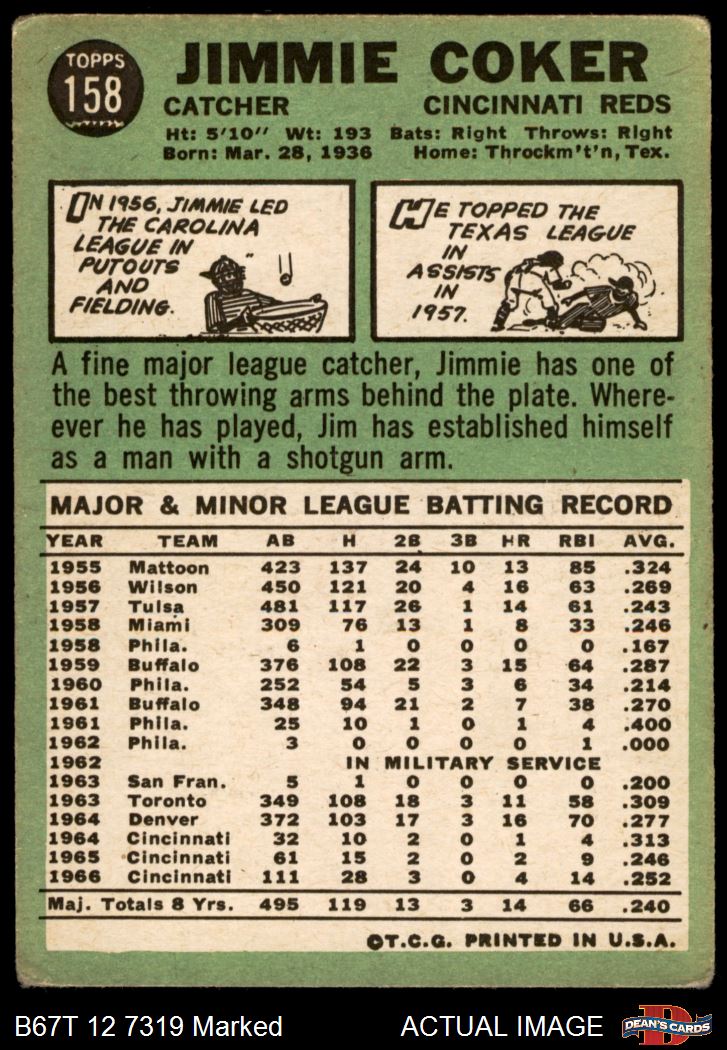 TOPPS
158
JIMMIE COKER
CATCHER CINCINNATI REDS
Ht: 5'10" Wt: 193 Bats: Right Throws: Right
Born: Mar. 28, 1936 Home: Throckm't'n, Tex.
ON 1956, JIMMIE LED
THE CAROLINA
LEAGUE IN
PUTOUTS
AND
FIELDING.
HE TOPPED THE
TEXAS LEAGUE
IN
ASSISTS
IN
1957.
A fine major league catcher, Jimmie has one of
the best throwing arms behind the plate. Where-
ever he has played, Jim has established himself
as a man with a shotgun arm.
MAJOR & MINOR LEAGUE BATTING RECORD
YEAR TEAM AB H 2B 3B HR RBI AVG.
1955 Mattoon 423 137 24 10 13 85 .324
1956 Wilson 450 121 20 4 16 63 .269
1957 Tulsa 481 117 26 1 14 61 .243
1958 Miami 309 76 13 1 8 33 .246
1958 Phila. 6 1 0 0 0 0 .167
1959 Buffalo 376 108 22 3 15 64 .287
1960 Phila. 252 54 5 3 6 34 .214
1961 Buffalo 348 94 21 2 7 38 .270
1961 Phila. 25 10 1 0 1 4 .400
1962 Phila. 3 0 0 0 0 1 .000
1962 IN MILITARY SERVICE
1963 San Fran. 5 1 0 0 0 0 .200
1963 Toronto 349 108 18 3 11 58 .309
1964 Denver 372 103 17 3 16 70 .277
1964 Cincinnati 32 10 2 0 1 4 .313
1965 Cincinnati 61 15 2 0 2 9 .246
1966 Cincinnati 111 28 3 0 4 14 .252
Maj. Totals 8 Yrs. 495 119 13 3 14 66 .240
©T.C.G. PRINTED IN U.S.A.
B67T 12 7319 Marked ACTUAL IMAGE
D
DEAN'S CARDS